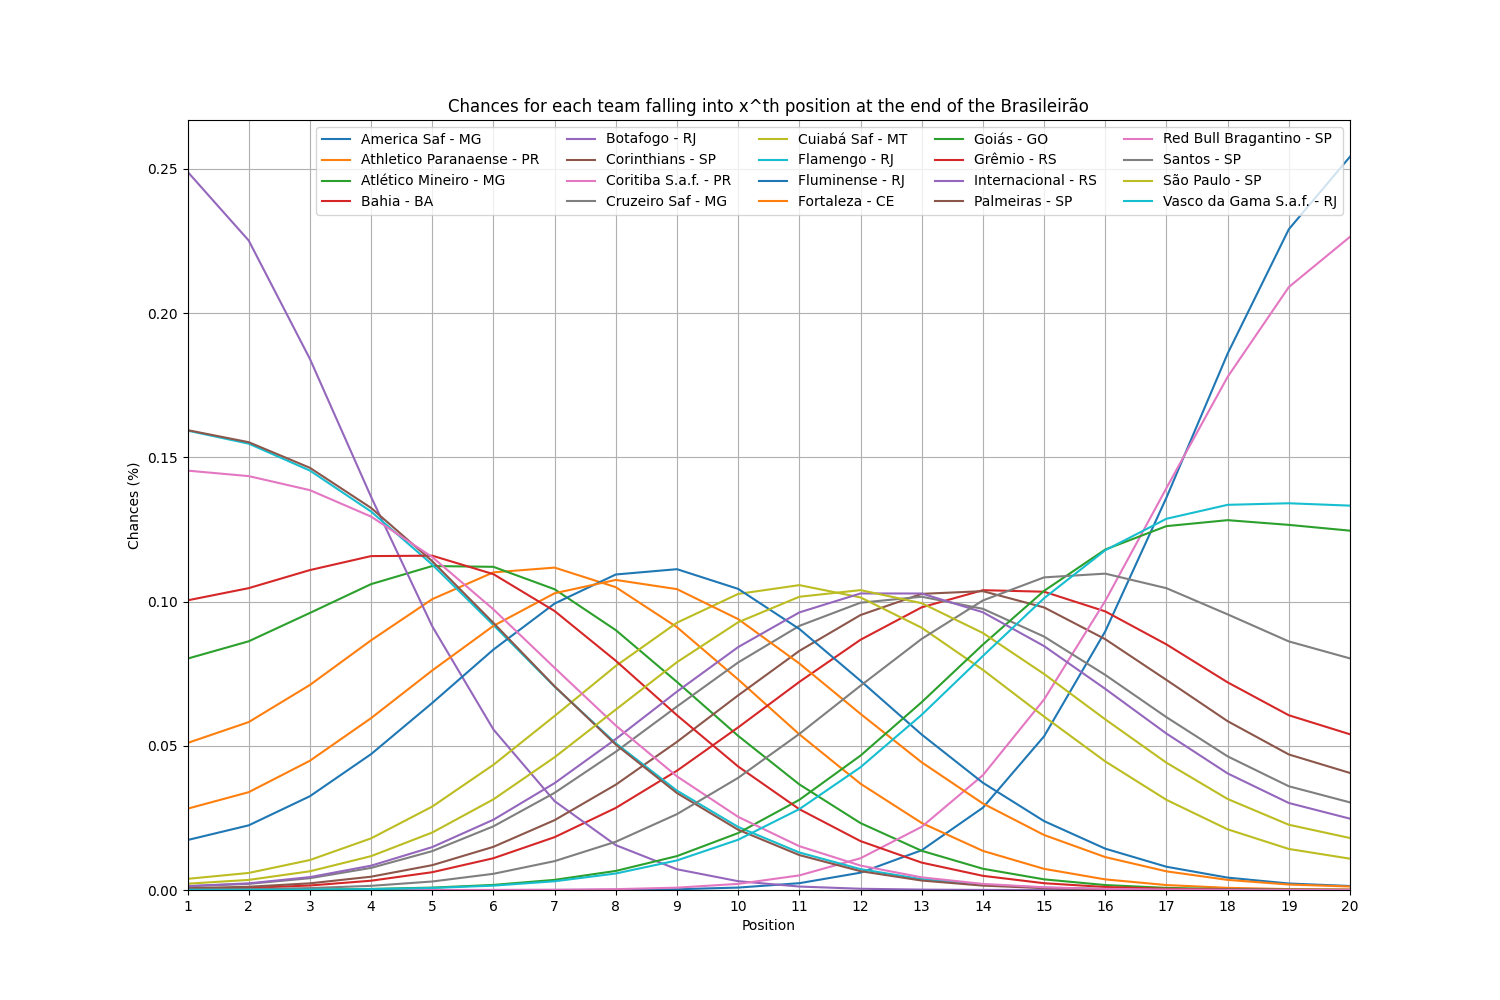 Chances for each team falling into x^th position at the end of the Brasileirão
America Saf - MG
Athletico Paranaense - PR
Atlético Mineiro - MG
Bahia - BA
Botafogo - RJ
Corinthians - SP
Coritiba S.a.f. - PR
Cruzeiro Saf - MG
Cuiabá Saf - MT
Flamengo - RJ
Fluminense - RJ
Fortaleza - CE
Goiás - GO
Grêmio - RS
Internacional - RS
Palmeiras - SP
Red Bull Bragantino - SP
Santos - SP
São Paulo - SP
Vasco da Gama S.a.f. - RJ
0.25
0.20
0.15
0.10
0.05
0.00
Chances (%)
1 2 3 4 5 6 7 8 9 10 11 12 13 14 15 16 17 18 19 20
Position